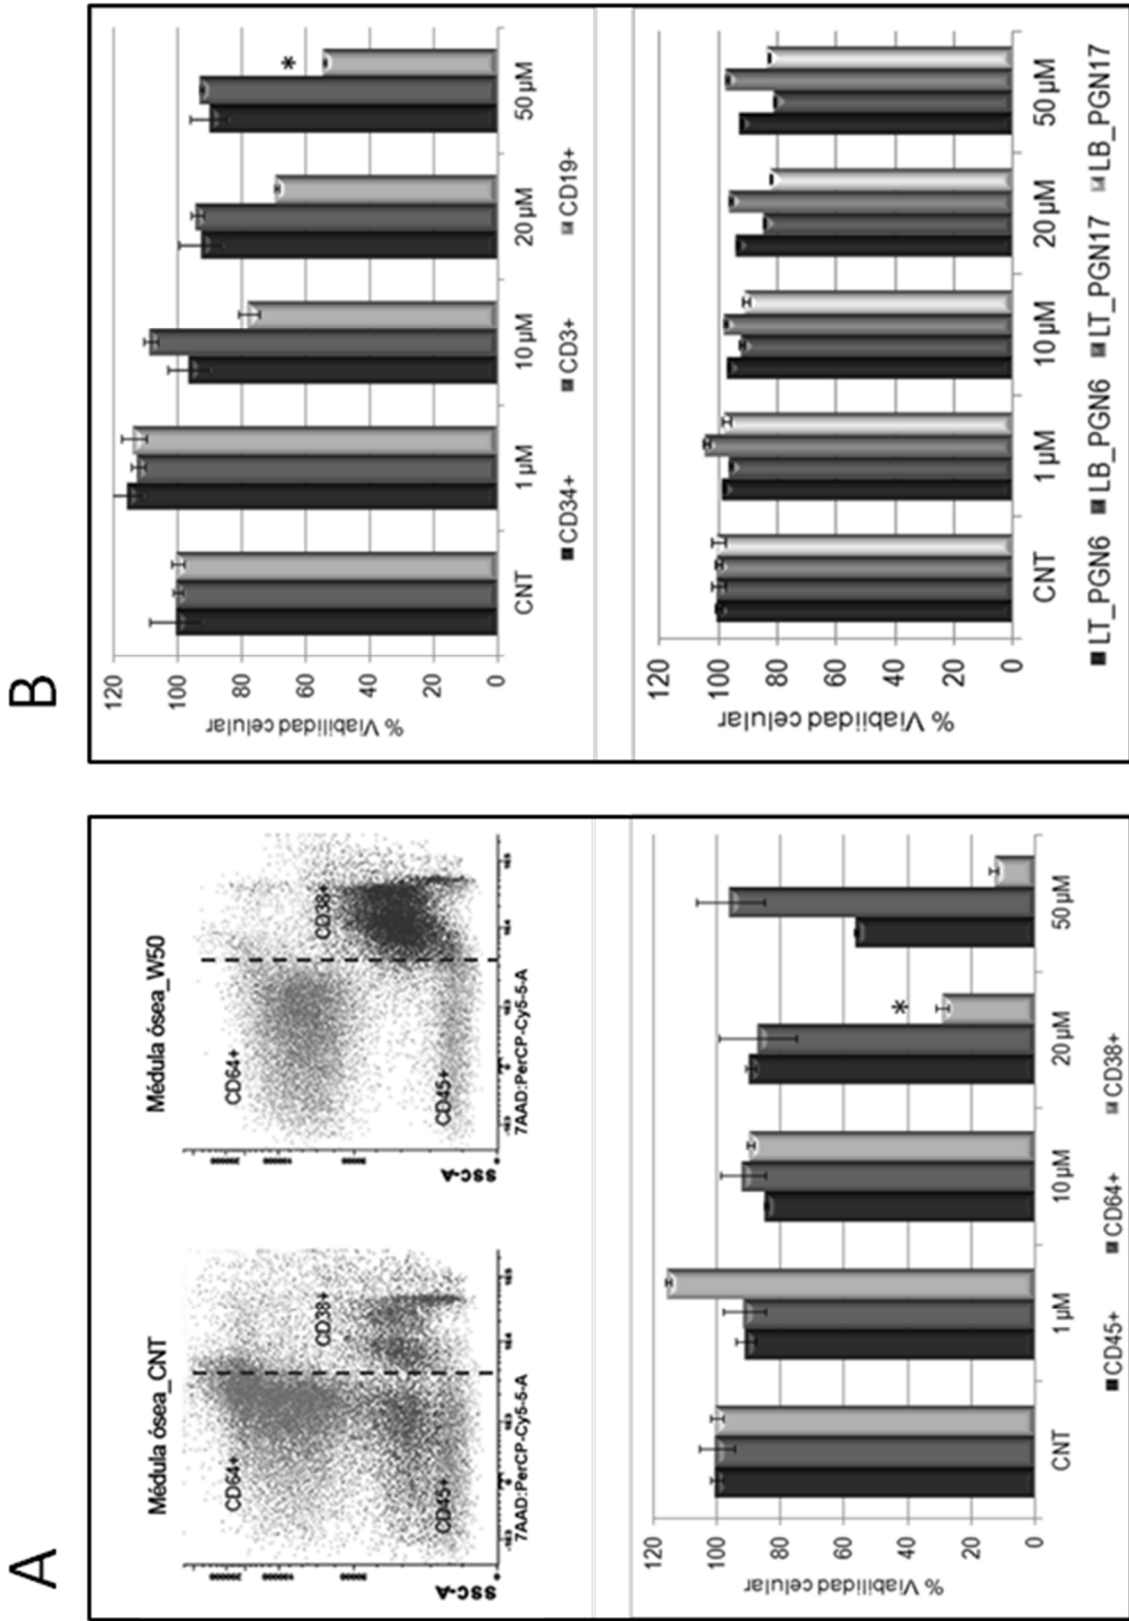 A
Médula ósea_CNT
CD64+
CD38+
CD45+
SSC-A
7AAD:PerCP-Cy5-5-A
Médula ósea_W50
CD64+
CD38+
CD45+
SSC-A
7AAD:PerCP-Cy5-5-A
% Viabilidad celular
120
100
80
60
40
20
0
CNT 1 µM 10 µM 20 µM 50 µM
*
CD45+ CD64+ CD38+
B
% Viabilidad celular
120
100
80
60
40
20
0
CNT 1 µM 10 µM 20 µM 50 µM
*
CD34+ CD3+ CD19+
% Viabilidad celular
120
100
80
60
40
20
0
CNT 1 µM 10 µM 20 µM 50 µM
LT_PGN6 LB_PGN6 LT_PGN17 LB_PGN17